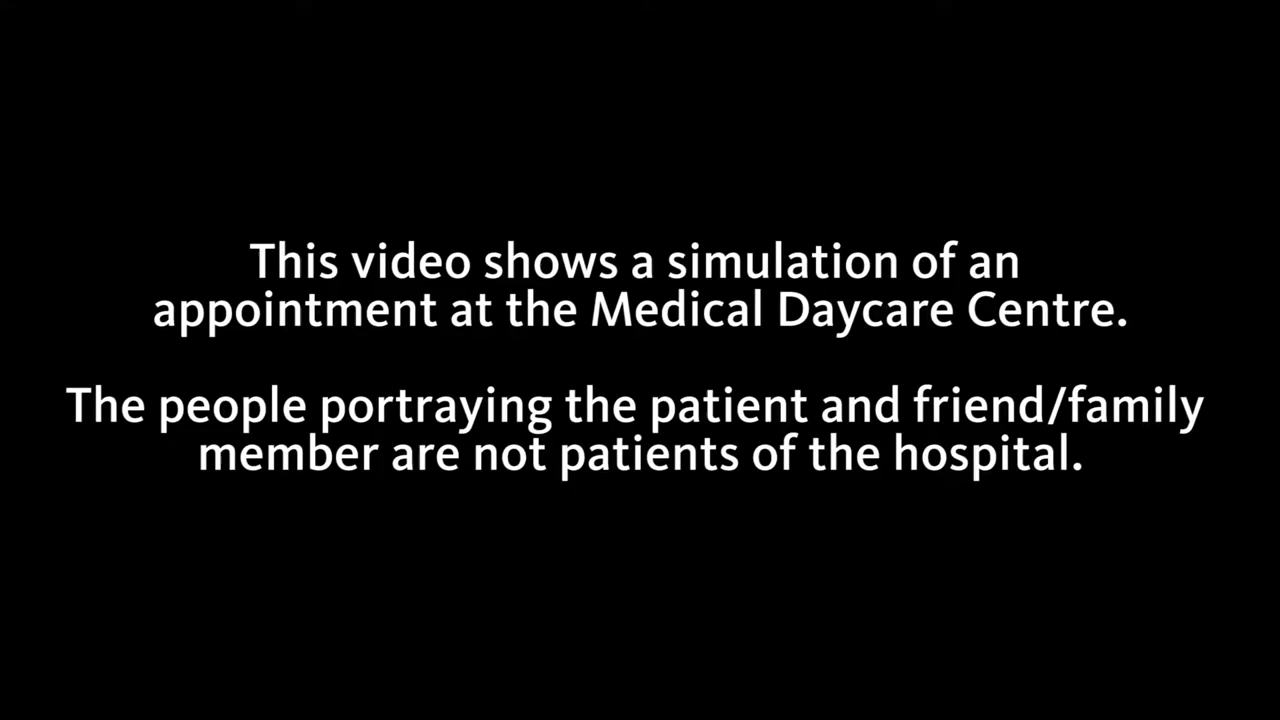 This video shows a simulation of an
appointment at the Medical Daycare Centre.
The people portraying the patient and friend/family
member are not patients of the hospital.